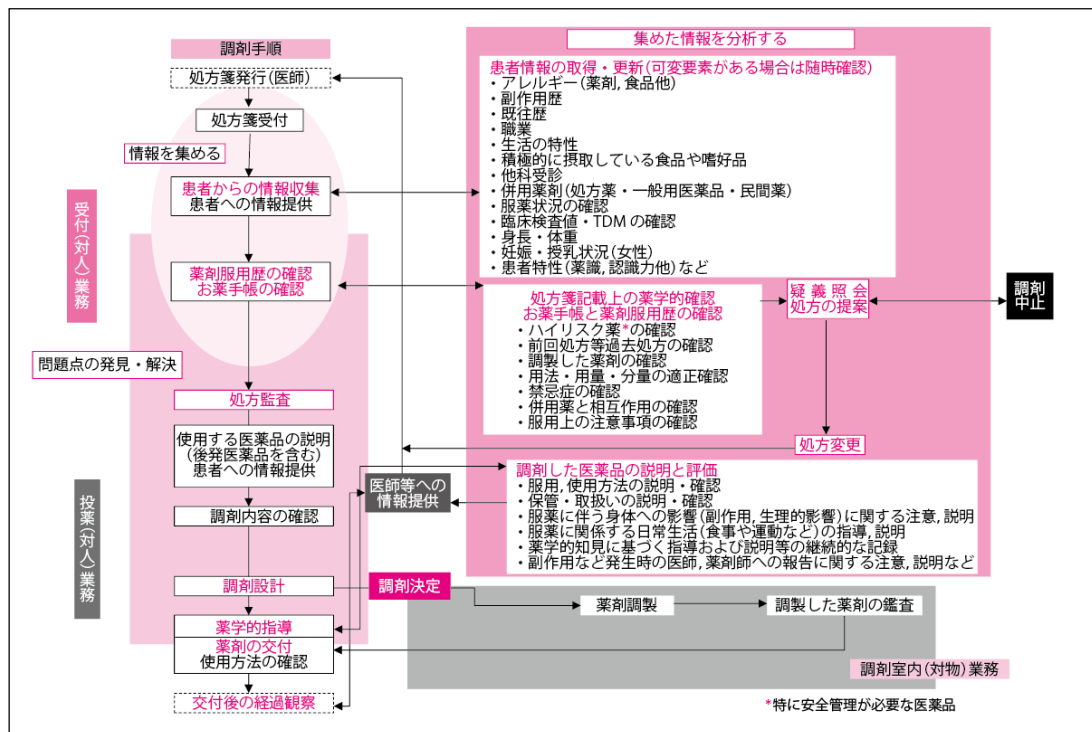 調剤手順
処方箋発行(医師)
処方箋受付
情報を集める
患者からの情報収集
患者への情報提供
受付(対人)業務
薬剤服用歴の確認
お薬手帳の確認
問題点の発見・解決
処方監査
使用する医薬品の説明
(後発医薬品を含む)
患者への情報提供
調剤内容の確認
投薬(対人)業務
調剤設計
調剤決定
薬学的指導
薬剤の交付
使用方法の確認
交付後の経過観察
医師等への
情報提供
集めた情報を分析する
患者情報の取得・更新(可変要素がある場合は随時確認)
・アレルギー(薬剤,食品他)
・副作用歴
・既往歴
・職業
・生活の特性
・積極的に摂取している食品や嗜好品
・他科受診
・併用薬剤(処方薬・一般用医薬品・民間薬)
・服薬状況の確認
・臨床検査値・TDMの確認
・身長・体重
・妊娠・授乳状況(女性)
・患者特性(薬識,認識力他)など
処方箋記載上の薬学的確認
お薬手帳と薬剤服用歴の確認
・ハイリスク薬*の確認
・前回処方等過去処方の確認
・調製した薬剤の確認
・用法・用量・分量の適正確認
・禁忌症の確認
・併用薬と相互作用の確認
・服用上の注意事項の確認
疑義照会
処方の提案
調剤
中止
処方変更
調剤した医薬品の説明と評価
・服用,使用方法の説明・確認
・保管・取扱いの説明・確認
・服薬に伴う身体への影響(副作用,生理的影響)に関する注意,説明
・服薬に関係する日常生活(食事や運動など)の指導,説明
・薬学的知見に基づく指導および説明等の継続的な記録
・副作用など発生時の医師,薬剤師への報告に関する注意,説明など
薬剤調製
調製した薬剤の鑑査
調剤室内(対物)業務
*特に安全管理が必要な医薬品